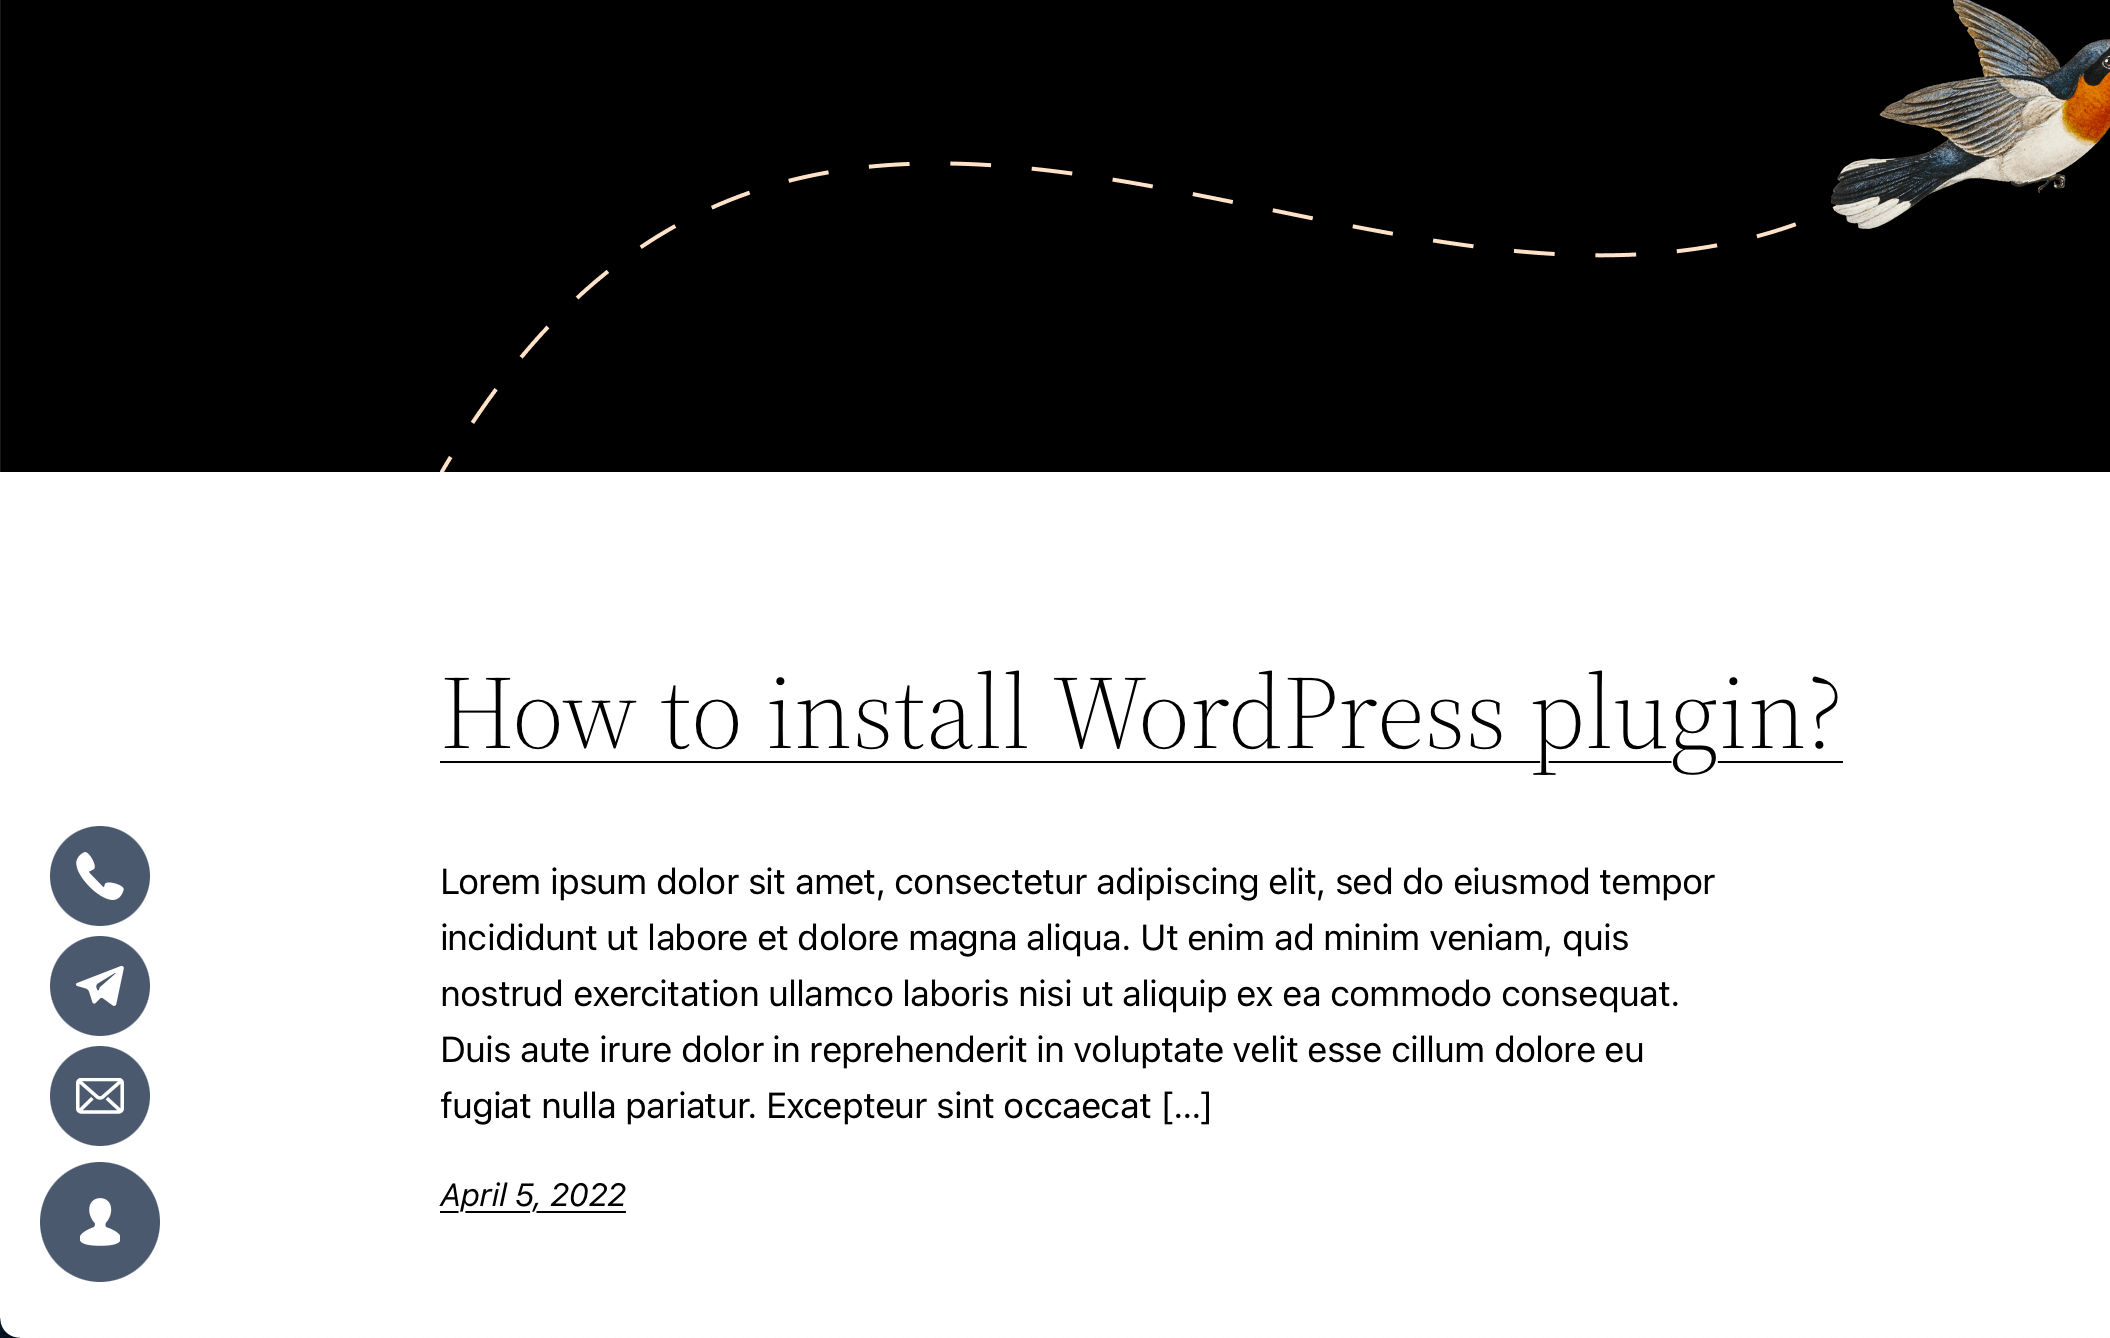 How to install WordPress plugin?
Lorem ipsum dolor sit amet, consectetur adipiscing elit, sed do eiusmod tempor
incididunt ut labore et dolore magna aliqua. Ut enim ad minim veniam, quis
nostrud exercitation ullamco laboris nisi ut aliquip ex ea commodo consequat.
Duis aute irure dolor in reprehenderit in voluptate velit esse cillum dolore eu
fugiat nulla pariatur. Excepteur sint occaecat […]
April 5, 2022